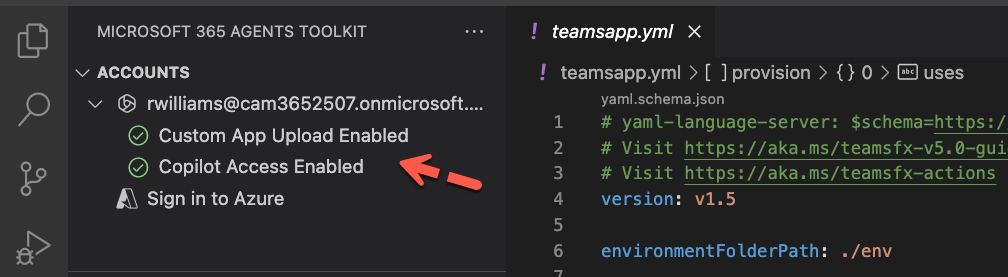 MICROSOFT 365 AGENTS TOOLKIT ...
ACCOUNTS
rwilliams@cam3652507.onmicrosoft....
Custom App Upload Enabled
Copilot Access Enabled
Sign in to Azure
! teamsapp.yml ×
! teamsapp.yml > [ ] provision > { } 0 > abc uses
yaml.schema.json
1 # yaml-language-server: $schema=https:/
2 # Visit https://aka.ms/teamsfx-v5.0-gui
3 # Visit https://aka.ms/teamsfx-actions
4 version: v1.5
5
6 environmentFolderPath: ./env
7